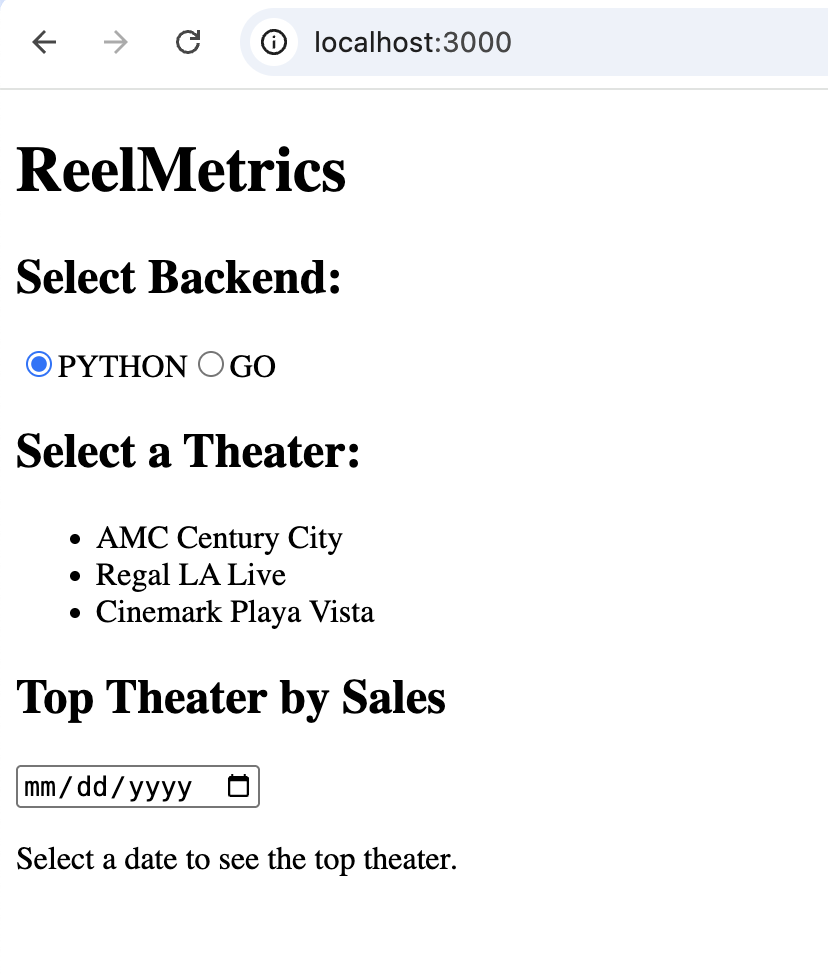 localhost:3000
ReelMetrics
Select Backend:
PYTHON GO
Select a Theater:
AMC Century City
Regal LA Live
Cinemark Playa Vista
Top Theater by Sales
mm/dd/yyyy
Select a date to see the top theater.